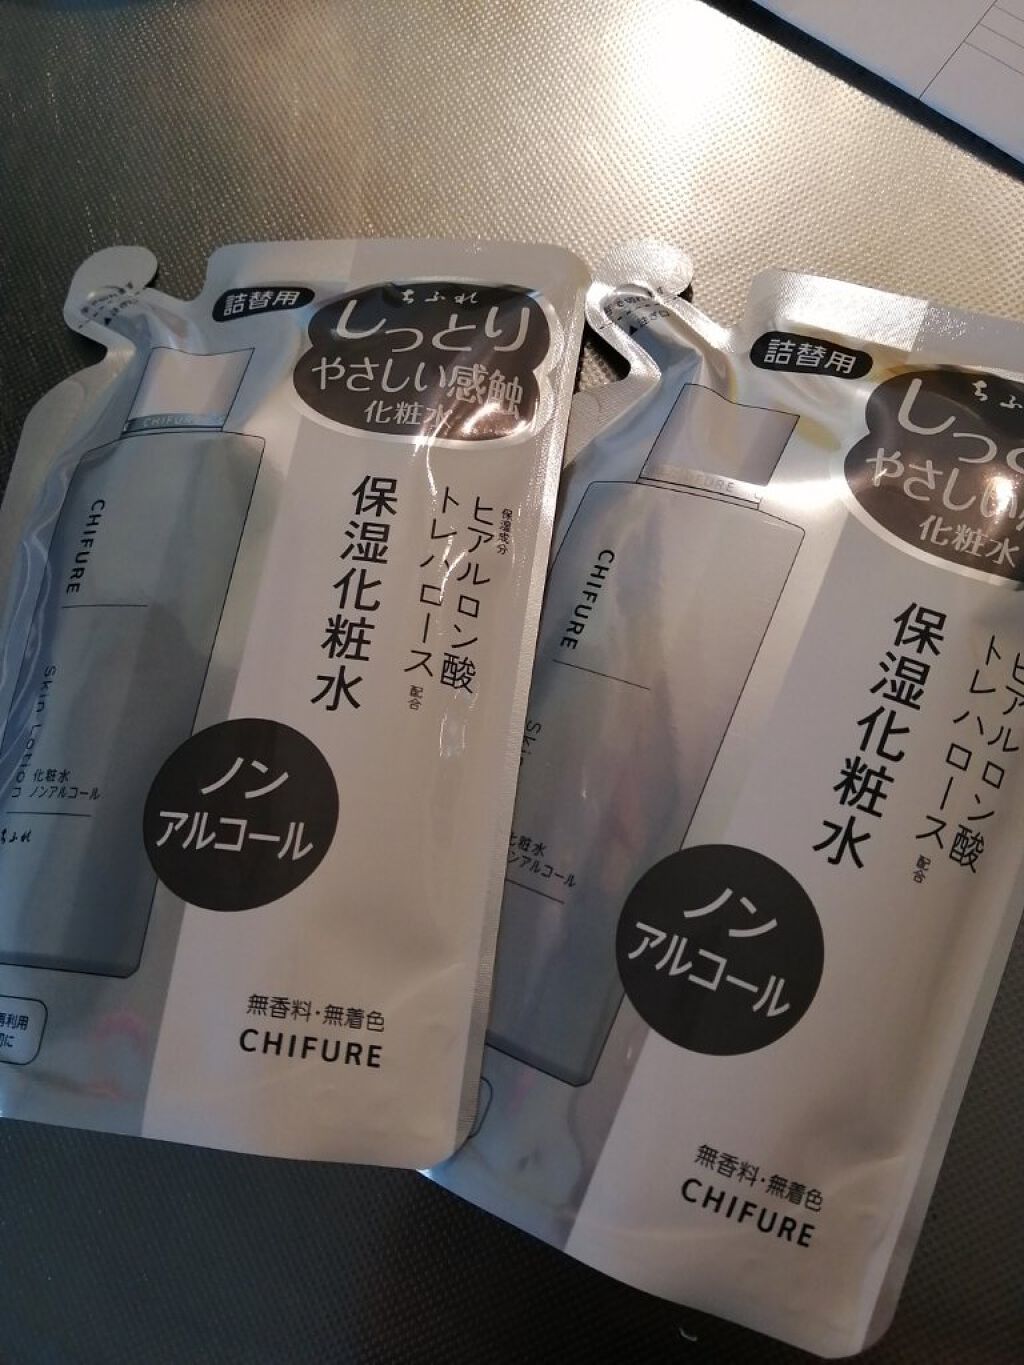 詰替用
ちふれ
しっとり
やさしい感触
化粧水
保湿成分
ヒアルロン酸
トレハロース配合
保湿化粧水
CHIFURE
CHIFURE
Skin Lotion
化粧水
ノンアルコール
ちふれ
ノン
アルコール
再利用
無香料・無着色
CHIFURE
詰替用
ちふ
しっと
やさしい
化粧水
ヒアルロン酸
トレハロース配合
保湿化粧水
CHIFURE
Skin
化粧水
ンアルコール
ノン
アルコール
無香料・無着色
CHIFURE